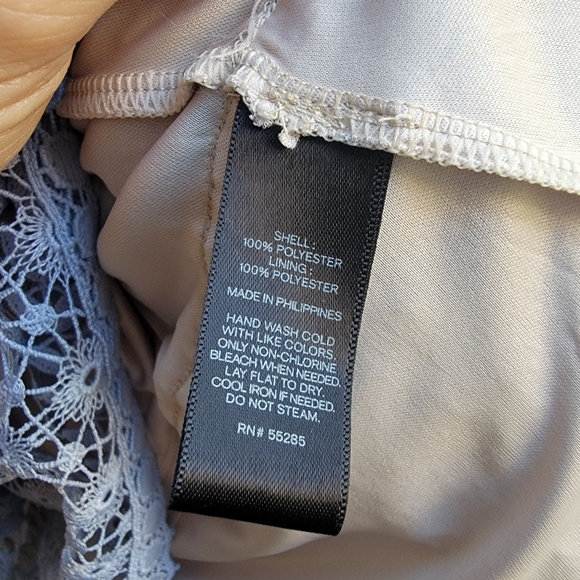 SHELL :
100% POLYESTER
LINING :
100% POLYESTER
MADE IN PHILIPPINES
HAND WASH COLD
WITH LIKE COLORS.
ONLY NON-CHLORINE
BLEACH WHEN NEEDED.
LAY FLAT TO DRY.
COOL IRON IF NEEDED.
DO NOT STEAM.
RN# 55285